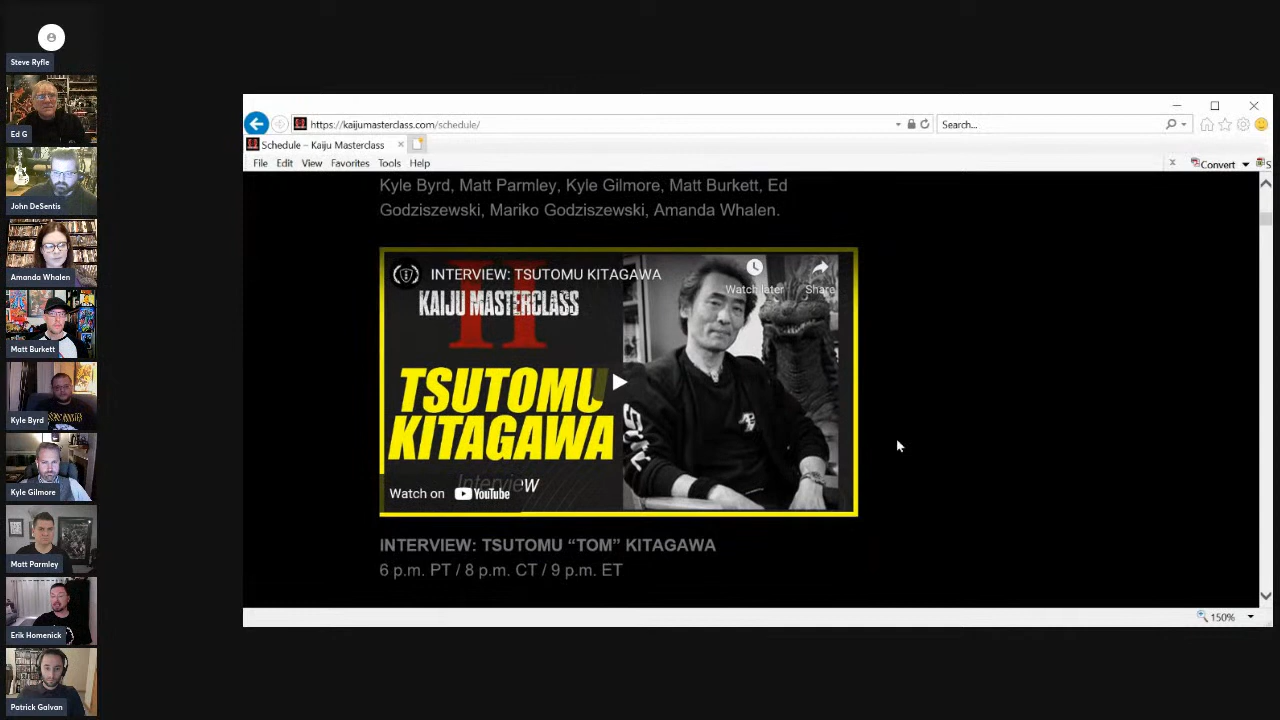 Steve Ryfle
Ed G
John DeSentis
Amanda Whalen
Matt Burkett
Kyle Byrd
Kyle Gilmore
Matt Parmley
Erik Homenick
Patrick Galvan
https://kaijumasterclass.com/schedule/
Search...
Schedule – Kaiju Masterclass
File Edit View Favorites Tools Help
Convert
Kyle Byrd, Matt Parmley, Kyle Gilmore, Matt Burkett, Ed
Godziszewski, Mariko Godziszewski, Amanda Whalen.
INTERVIEW: TSUTOMU KITAGAWA
Watch later
Share
II
KAIJU MASTERCLASS
TSUTOMU
KITAGAWA
Interview
Watch on YouTube
INTERVIEW: TSUTOMU “TOM” KITAGAWA
6 p.m. PT / 8 p.m. CT / 9 p.m. ET
150%